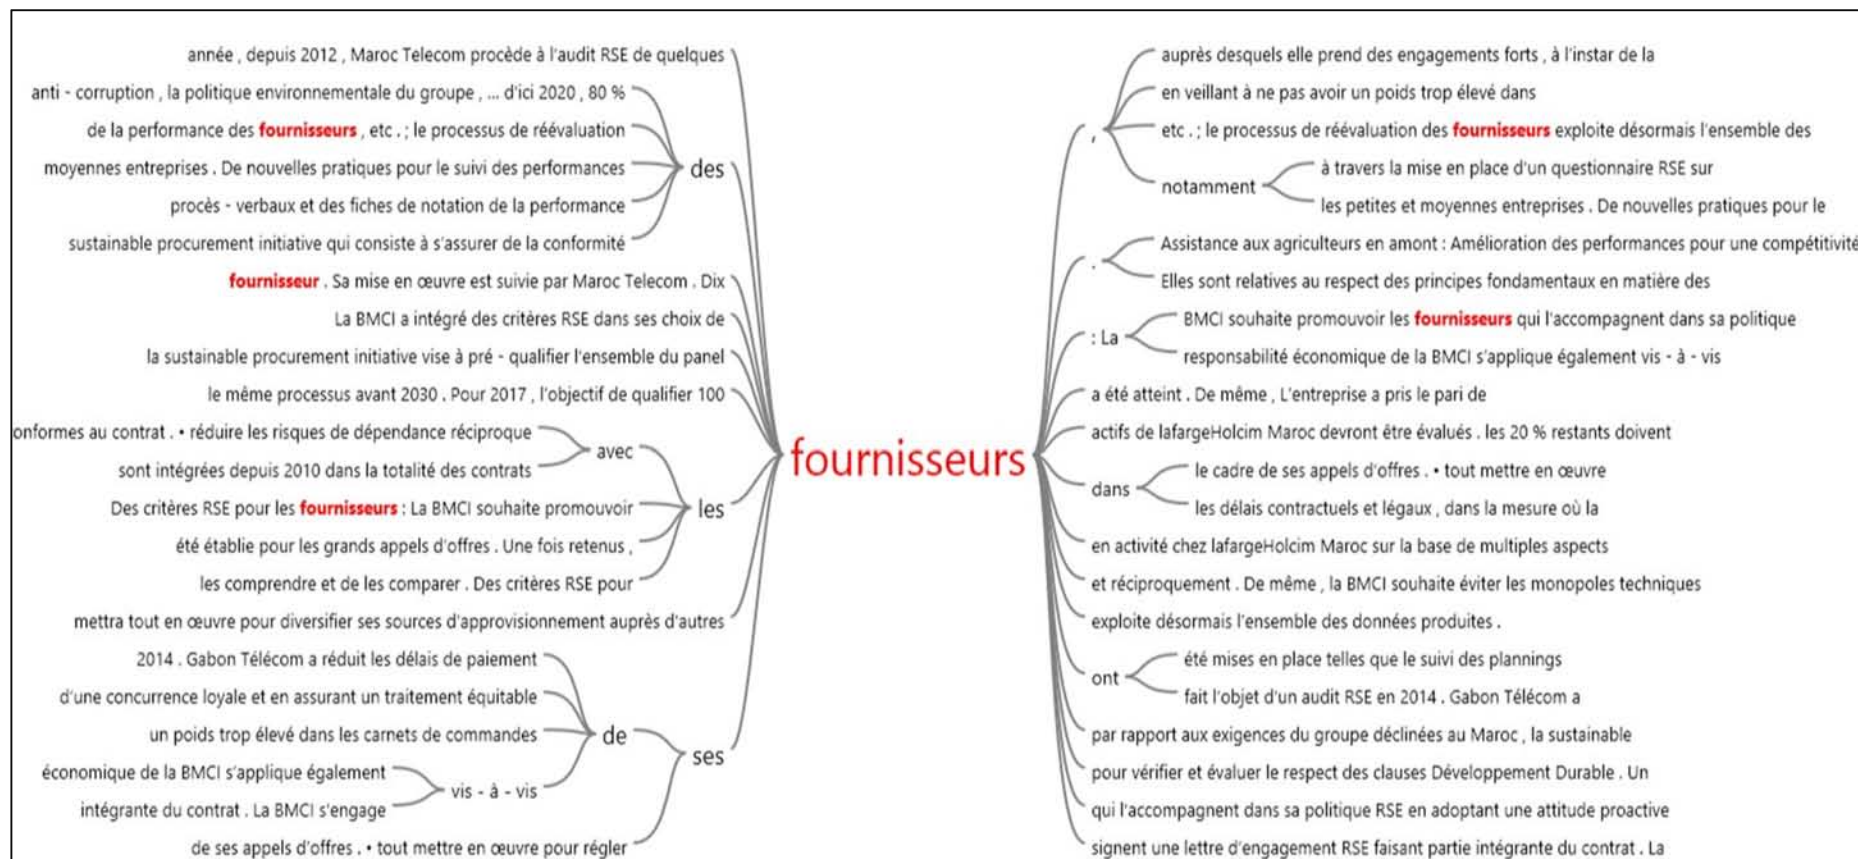 année , depuis 2012 , Maroc Telecom procède à l'audit RSE de quelques
anti - corruption , la politique environnementale du groupe , ... d'ici 2020 , 80 %
de la performance des fournisseurs , etc . ; le processus de réévaluation
moyennes entreprises . De nouvelles pratiques pour le suivi des performances
des
procès - verbaux et des fiches de notation de la performance
sustainable procurement initiative qui consiste à s'assurer de la conformité
fournisseur . Sa mise en œuvre est suivie par Maroc Telecom . Dix
La BMCI a intégré des critères RSE dans ses choix de
la sustainable procurement initiative vise à pré - qualifier l'ensemble du panel
le même processus avant 2030 . Pour 2017 , l'objectif de qualifier 100
onformes au contrat . • réduire les risques de dépendance réciproque
avec
sont intégrées depuis 2010 dans la totalité des contrats
Des critères RSE pour les fournisseurs : La BMCI souhaite promouvoir
les
été établie pour les grands appels d'offres . Une fois retenus ,
les comprendre et de les comparer . Des critères RSE pour
mettra tout en œuvre pour diversifier ses sources d'approvisionnement auprès d'autres
2014 . Gabon Télécom a réduit les délais de paiement
d'une concurrence loyale et en assurant un traitement équitable
un poids trop élevé dans les carnets de commandes
de
ses
économique de la BMCI s'applique également
vis - à - vis
intégrante du contrat . La BMCI s'engage
de ses appels d'offres . • tout mettre en œuvre pour régler
fournisseurs
auprès desquels elle prend des engagements forts , à l'instar de la
en veillant à ne pas avoir un poids trop élevé dans
,
etc . ; le processus de réévaluation des fournisseurs exploite désormais l'ensemble des
notamment
à travers la mise en place d'un questionnaire RSE sur
les petites et moyennes entreprises . De nouvelles pratiques pour le
.
Assistance aux agriculteurs en amont : Amélioration des performances pour une compétitivité
Elles sont relatives au respect des principes fondamentaux en matière des
: La
BMCI souhaite promouvoir les fournisseurs qui l'accompagnent dans sa politique
responsabilité économique de la BMCI s'applique également vis - à - vis
a été atteint . De même , L'entreprise a pris le pari de
actifs de lafargeHolcim Maroc devront être évalués . les 20 % restants doivent
dans
le cadre de ses appels d'offres . • tout mettre en œuvre
les délais contractuels et légaux , dans la mesure où la
en activité chez lafargeHolcim Maroc sur la base de multiples aspects
et réciproquement . De même , la BMCI souhaite éviter les monopoles techniques
exploite désormais l'ensemble des données produites .
ont
été mises en place telles que le suivi des plannings
fait l'objet d'un audit RSE en 2014 . Gabon Télécom a
par rapport aux exigences du groupe déclinées au Maroc , la sustainable
pour vérifier et évaluer le respect des clauses Développement Durable . Un
qui l'accompagnent dans sa politique RSE en adoptant une attitude proactive
signent une lettre d'engagement RSE faisant partie intégrante du contrat . La